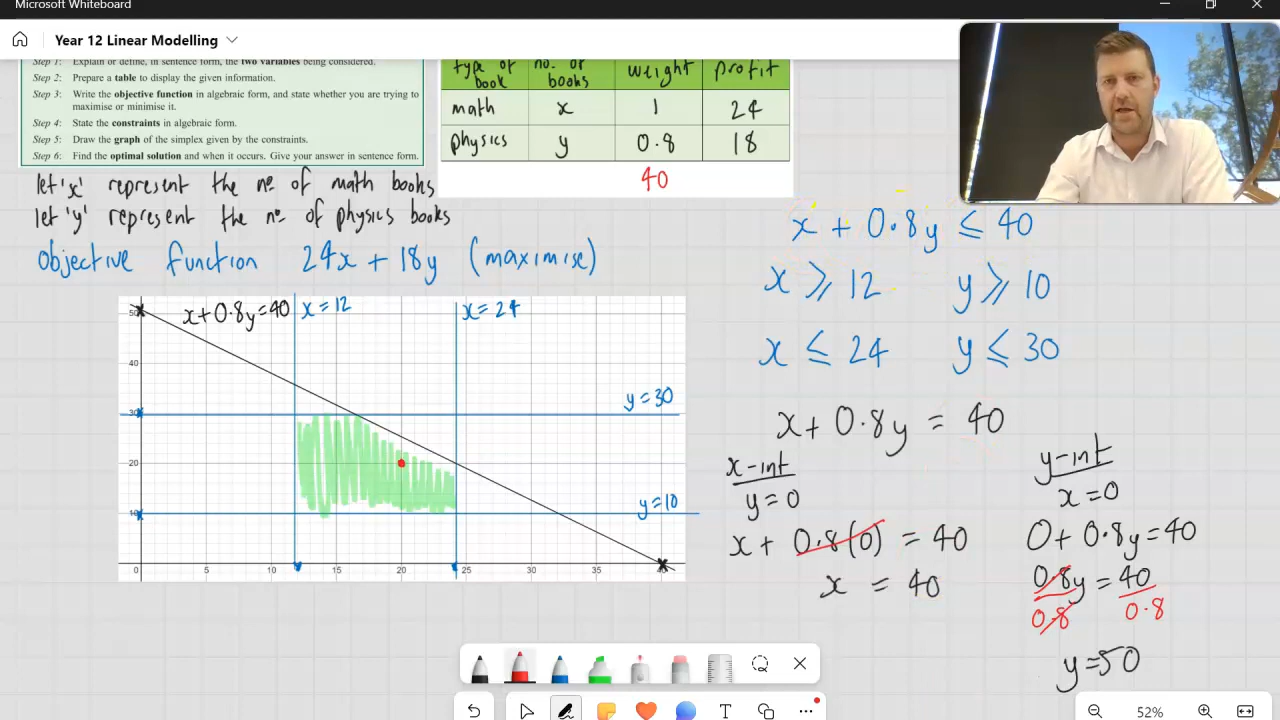 Microsoft Whiteboard
Year 12 Linear Modelling
Step 1: Explain or define, in sentence form, the two variables being considered.
Step 2: Prepare a table to display the given information.
Step 3: Write the objective function in algebraic form, and state whether you are trying to
maximise or minimise it.
Step 4: State the constraints in algebraic form.
Step 5: Draw the graph of the simplex given by the constraints.
Step 6: Find the optimal solution and when it occurs. Give your answer in sentence form.
type of book no. of books weight profit
math x 1 24
physics y 0.8 18
40
let 'x' represent the no. of math books
let 'y' represent the no. of physics books
objective function 24x + 18y (maximise)
x + 0.8y ≤ 40
x ≥ 12 y ≥ 10
x ≤ 24 y ≤ 30
x+0.8y=40 x=12 x=24
y=30
y=10
50
40
30
20
10
0 5 10 15 20 25 30 35 40
x + 0.8y = 40
x-int
y=0
x + 0.8(0) = 40
x = 40
y-int
x=0
0 + 0.8y = 40
0.8y = 40
0.8 0.8
y=50
52%